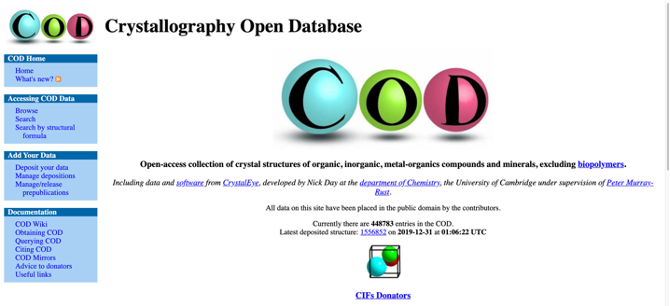 COD
Crystallography Open Database
COD Home
Home
What's new?
Accessing COD Data
Browse
Search
Search by structural
formula
Add Your Data
Deposit your data
Manage depositions
Manage/release
prepublications
Documentation
COD Wiki
Obtaining COD
Querying COD
Citing COD
COD Mirrors
Advice to donators
Useful links
COD
Open-access collection of crystal structures of organic, inorganic, metal-organics compounds and minerals, excluding biopolymers.
Including data and software from CrystalEye, developed by Nick Day at the department of Chemistry, the University of Cambridge under supervision of Peter Murray-
Rust.
All data on this site have been placed in the public domain by the contributors.
Currently there are 448783 entries in the COD.
Latest deposited structure: 1556852 on 2019-12-31 at 01:06:22 UTC
CIFs Donators